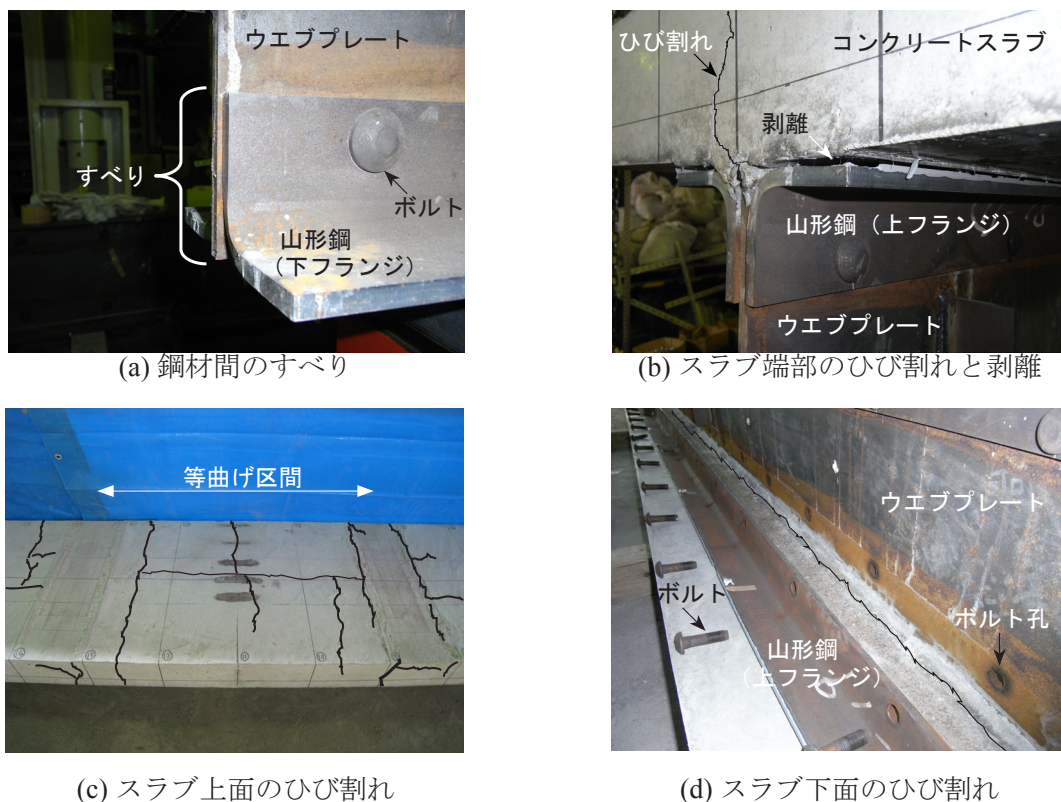 ウエブプレート
すべり
ボルト
山形鋼
(下フランジ)
(a) 鋼材間のすべり
ひび割れ
コンクリートスラブ
剥離
山形鋼(上フランジ)
ウエブプレート
(b) スラブ端部のひび割れと剥離
等曲げ区間
(c) スラブ上面のひび割れ
ウエブプレート
ボルト
ボルト孔
山形鋼
(上フランジ)
(d) スラブ下面のひび割れ